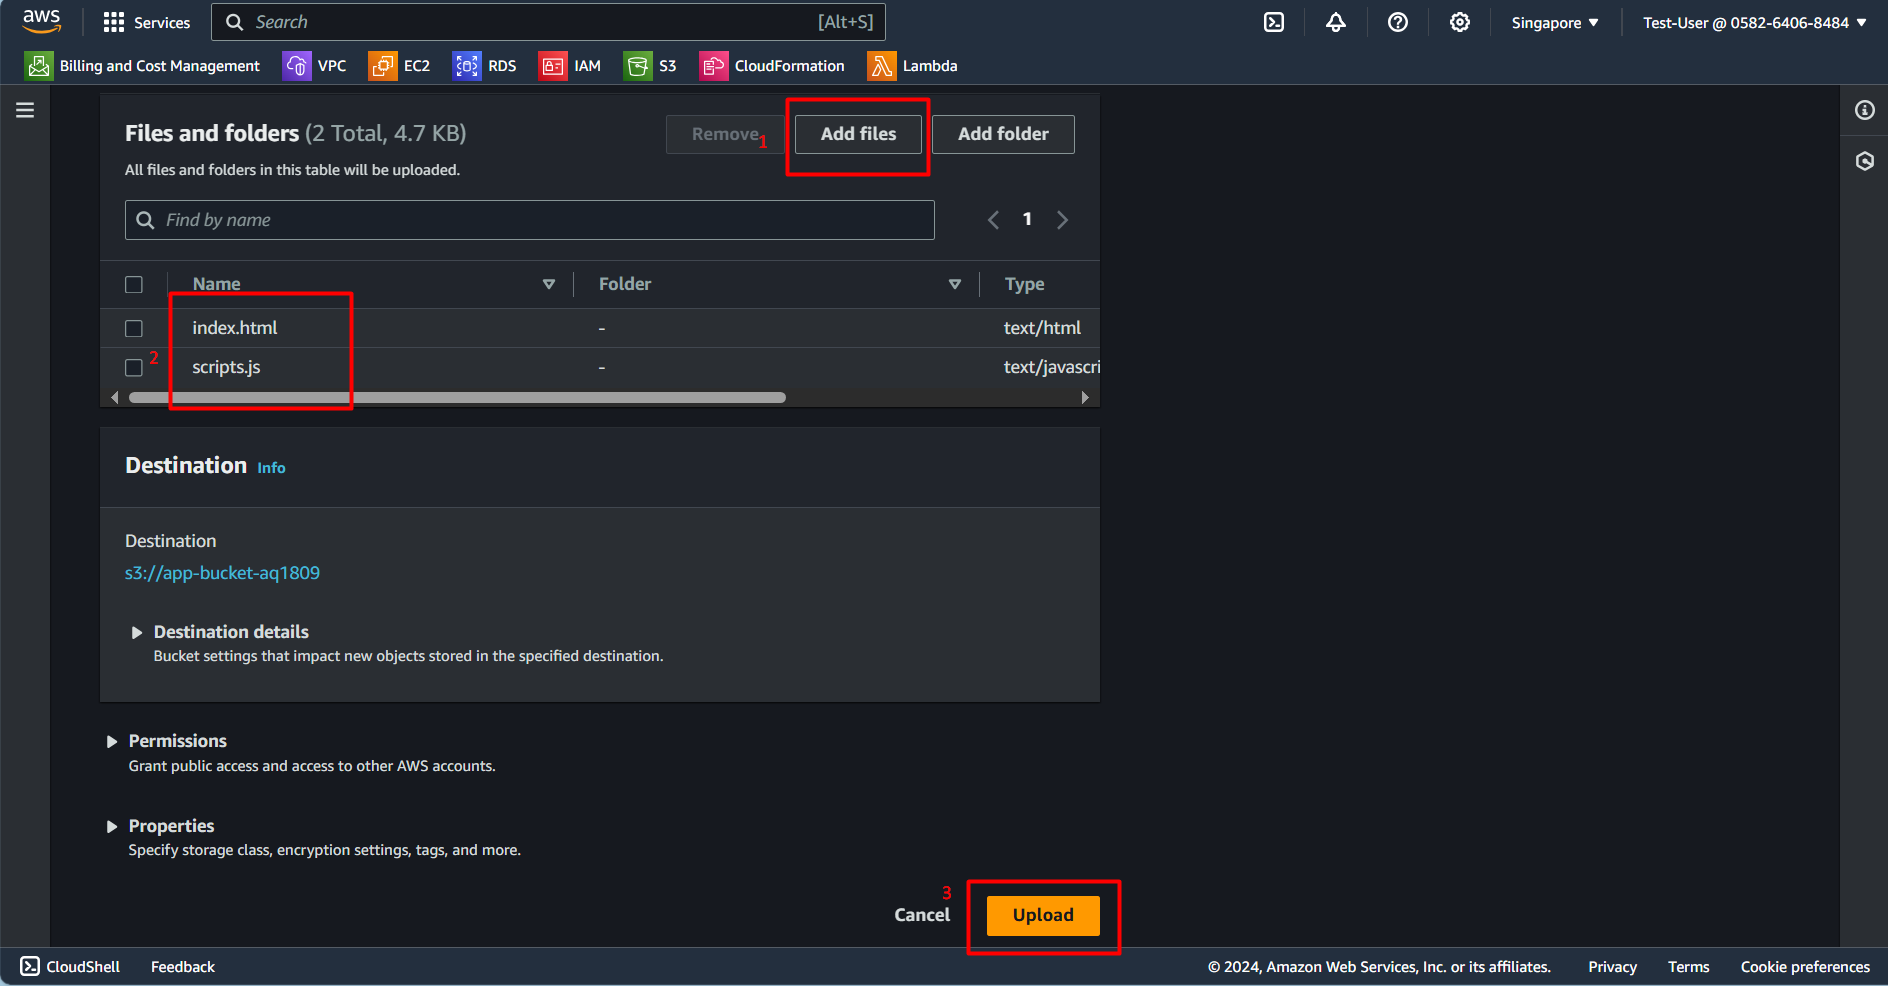 aws Services Search [Alt+S] Singapore Test-User @ 0582-6406-8484
Billing and Cost Management VPC EC2 RDS IAM S3 CloudFormation Lambda
Files and folders (2 Total, 4.7 KB) Remove 1 Add files Add folder
All files and folders in this table will be uploaded.
Find by name 1
Name Folder Type
index.html - text/html
2 scripts.js - text/javascri
Destination Info
Destination
s3://app-bucket-aq1809
Destination details
Bucket settings that impact new objects stored in the specified destination.
Permissions
Grant public access and access to other AWS accounts.
Properties
Specify storage class, encryption settings, tags, and more.
3
Cancel Upload
CloudShell Feedback © 2024, Amazon Web Services, Inc. or its affiliates. Privacy Terms Cookie preferences